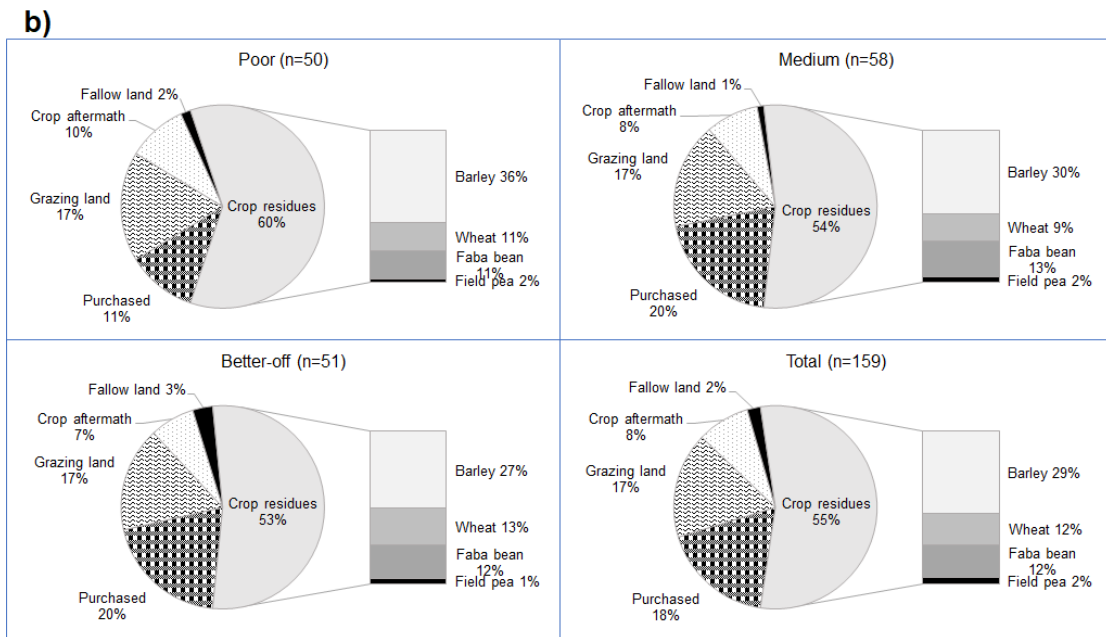 b)
Poor (n=50)
Fallow land 2%
Crop aftermath
10%
Grazing land
17%
Purchased
11%
Crop residues
60%
Barley 36%
Wheat 11%
Faba bean
11%
Field pea 2%
Medium (n=58)
Fallow land 1%
Crop aftermath
8%
Grazing land
17%
Purchased
20%
Crop residues
54%
Barley 30%
Wheat 9%
Faba bean
13%
Field pea 2%
Better-off (n=51)
Fallow land 3%
Crop aftermath
7%
Grazing land
17%
Purchased
20%
Crop residues
53%
Barley 27%
Wheat 13%
Faba bean
12%
Field pea 1%
Total (n=159)
Fallow land 2%
Crop aftermath
8%
Grazing land
17%
Purchased
18%
Crop residues
55%
Barley 29%
Wheat 12%
Faba bean
12%
Field pea 2%